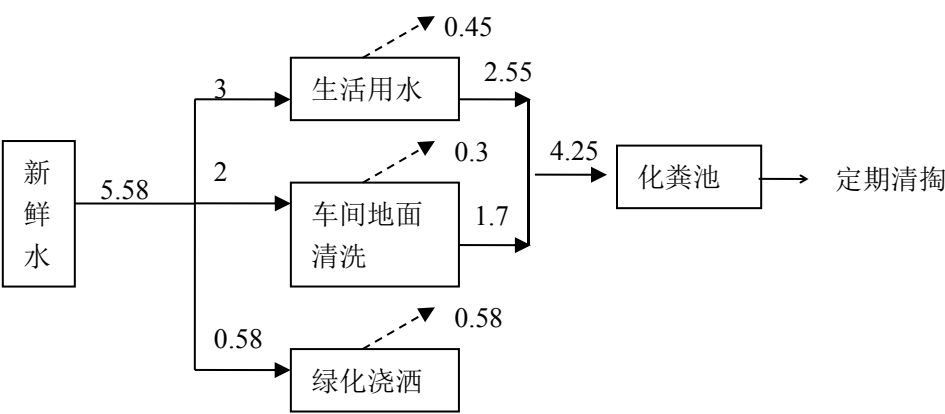 0.45
3
生活用水
2.55
新
鲜
水
5.58
2
0.3
车间地面
清洗
1.7
4.25
化粪池
定期清掏
0.58
0.58
绿化浇洒